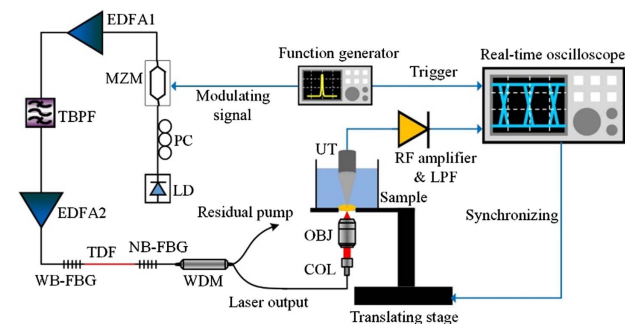 EDFA1
Function generator
Real-time oscilloscope
MZM
Trigger
Modulating
signal
TBPF
PC
UT
RF amplifier
& LPF
LD
Sample
EDFA2
Residual pump
Synchronizing
OBJ
NB-FBG
TDF
COL
WB-FBG
WDM
Laser output
Translating stage